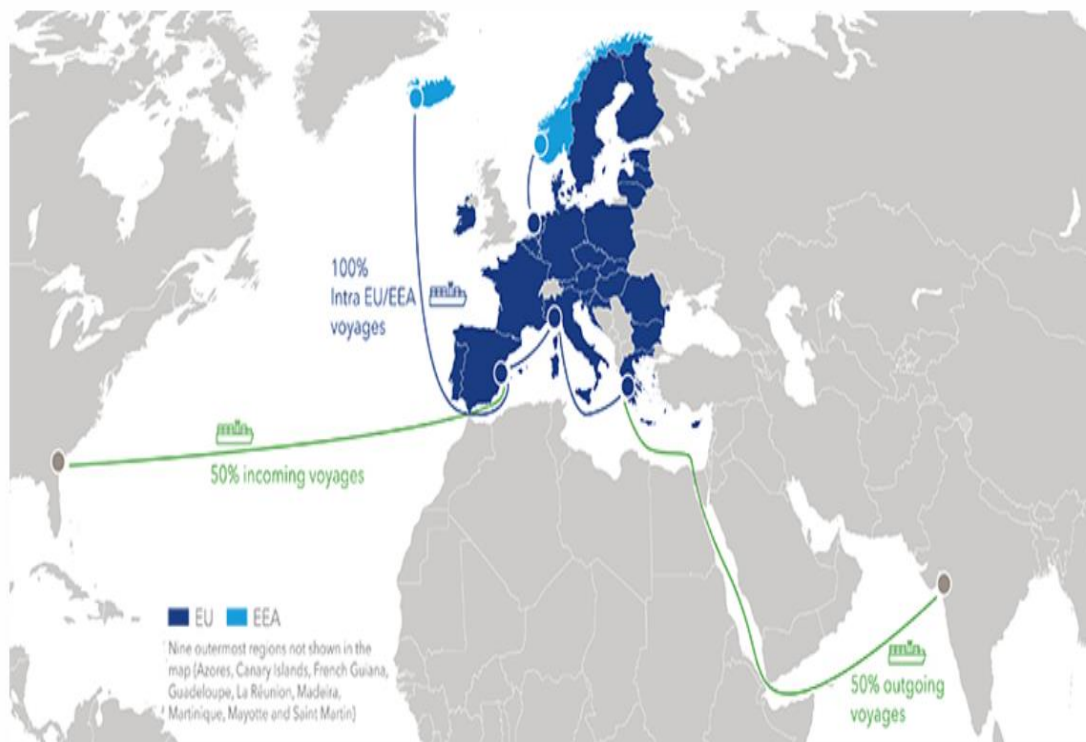 100%
Intra EU/EEA
voyages
50% incoming voyages
EU EEA
Nine outermost regions not shown in the
map (Azores, Canary Islands, French Guiana,
Guadeloupe, La Réunion, Madeira,
Martinique, Mayotte and Saint Martin)
50% outgoing
voyages